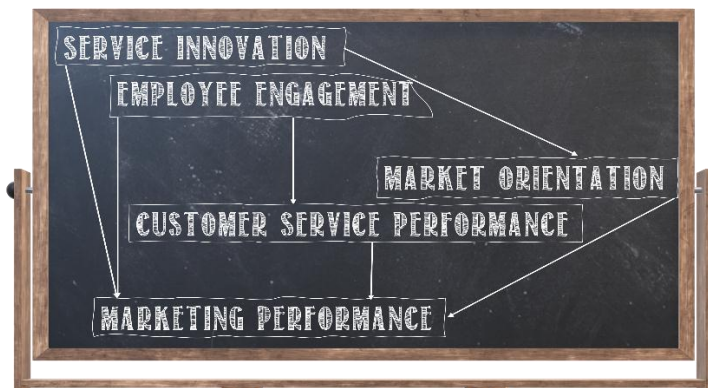 SERVICE INNOVATION
EMPLOYEE ENGAGEMENT
MARKET ORIENTATION
CUSTOMER SERVICE PERFORMANCE
MARKETING PERFORMANCE